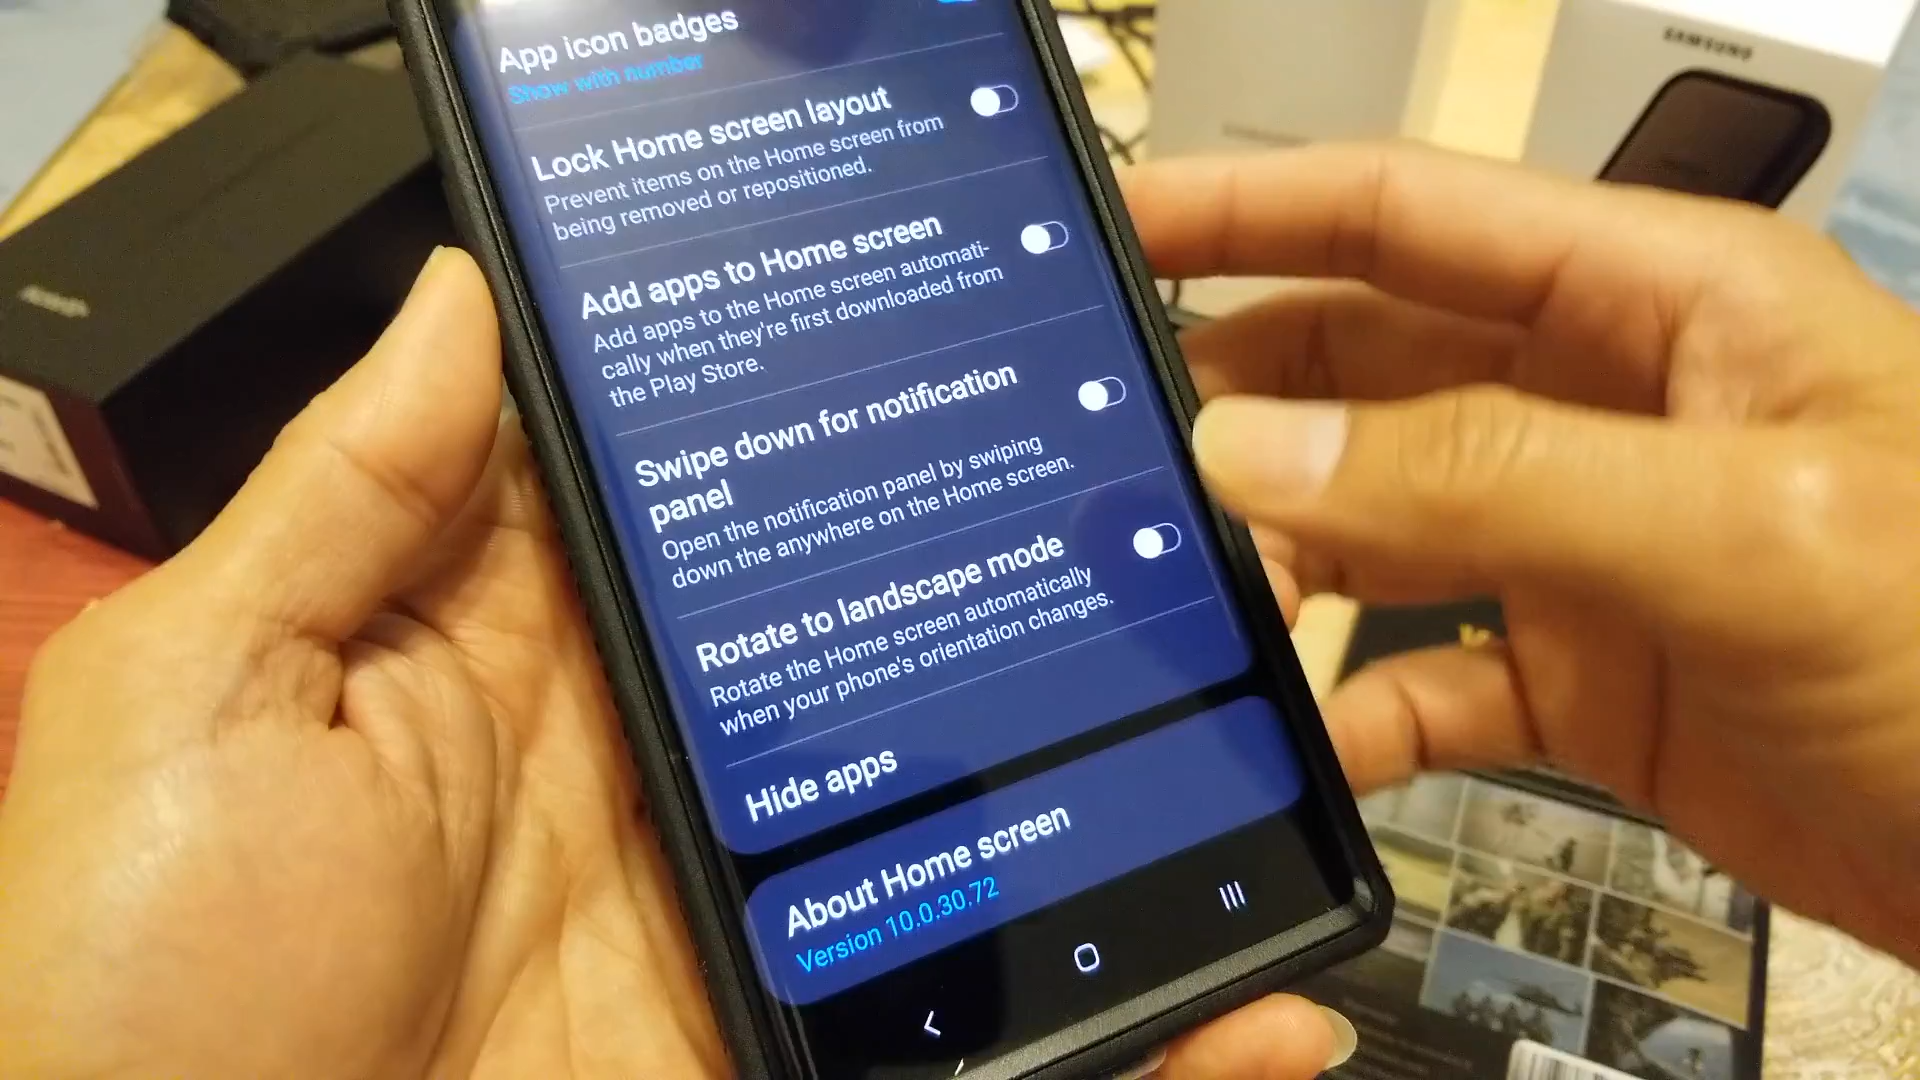 App icon badges
Show with number
Lock Home screen layout
Prevent items on the Home screen from
being removed or repositioned.
Add apps to Home screen
Add apps to the Home screen automati-
cally when they're first downloaded from
the Play Store.
Swipe down for notification
panel
Open the notification panel by swiping
down the anywhere on the Home screen.
Rotate to landscape mode
Rotate the Home screen automatically
when your phone's orientation changes.
Hide apps
About Home screen
Version 10.0.30.72
SAMSUNG